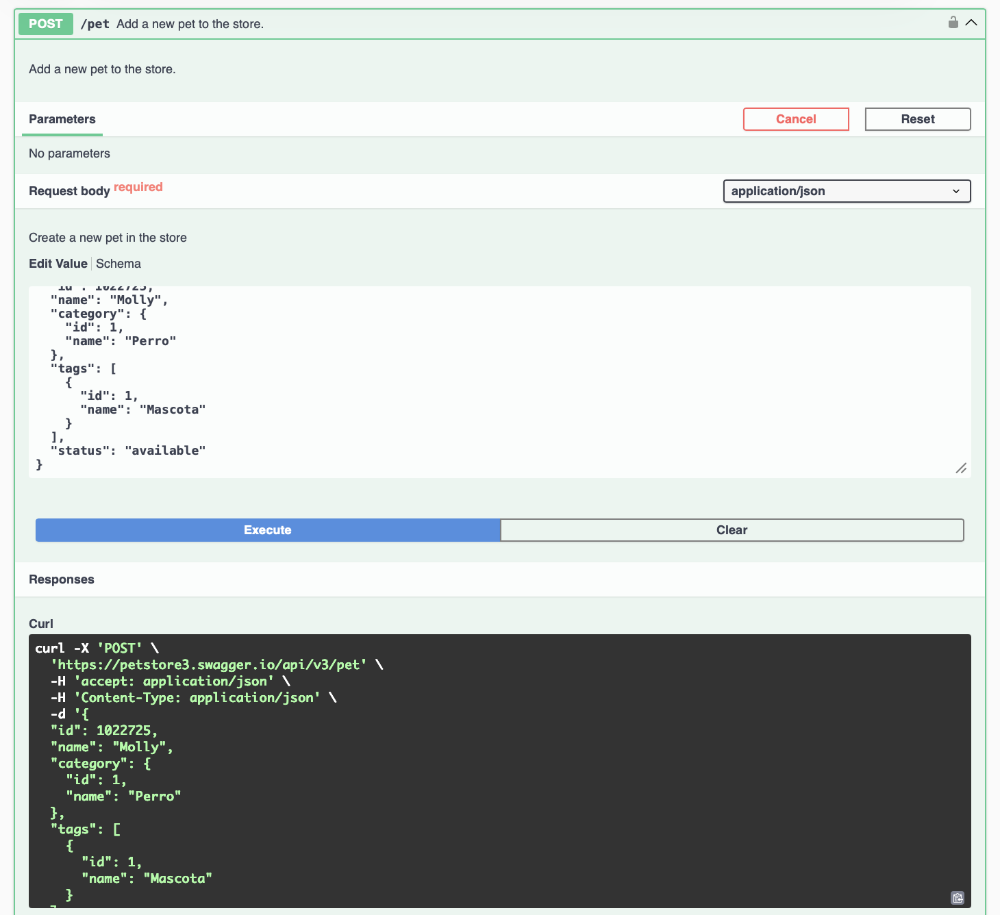 POST /pet Add a new pet to the store.
Add a new pet to the store.
Parameters
Cancel
Reset
No parameters
Request body required
application/json
Create a new pet in the store
Edit Value
Schema
"id": 1022725,
"name": "Molly",
"category": {
"id": 1,
"name": "Perro"
},
"tags": [
{
"id": 1,
"name": "Mascota"
}
],
"status": "available"
}
Execute
Clear
Responses
Curl
curl -X 'POST' \
'https://petstore3.swagger.io/api/v3/pet' \
-H 'accept: application/json' \
-H 'Content-Type: application/json' \
-d '{
"id": 1022725,
"name": "Molly",
"category": {
"id": 1,
"name": "Perro"
},
"tags": [
{
"id": 1,
"name": "Mascota"
}